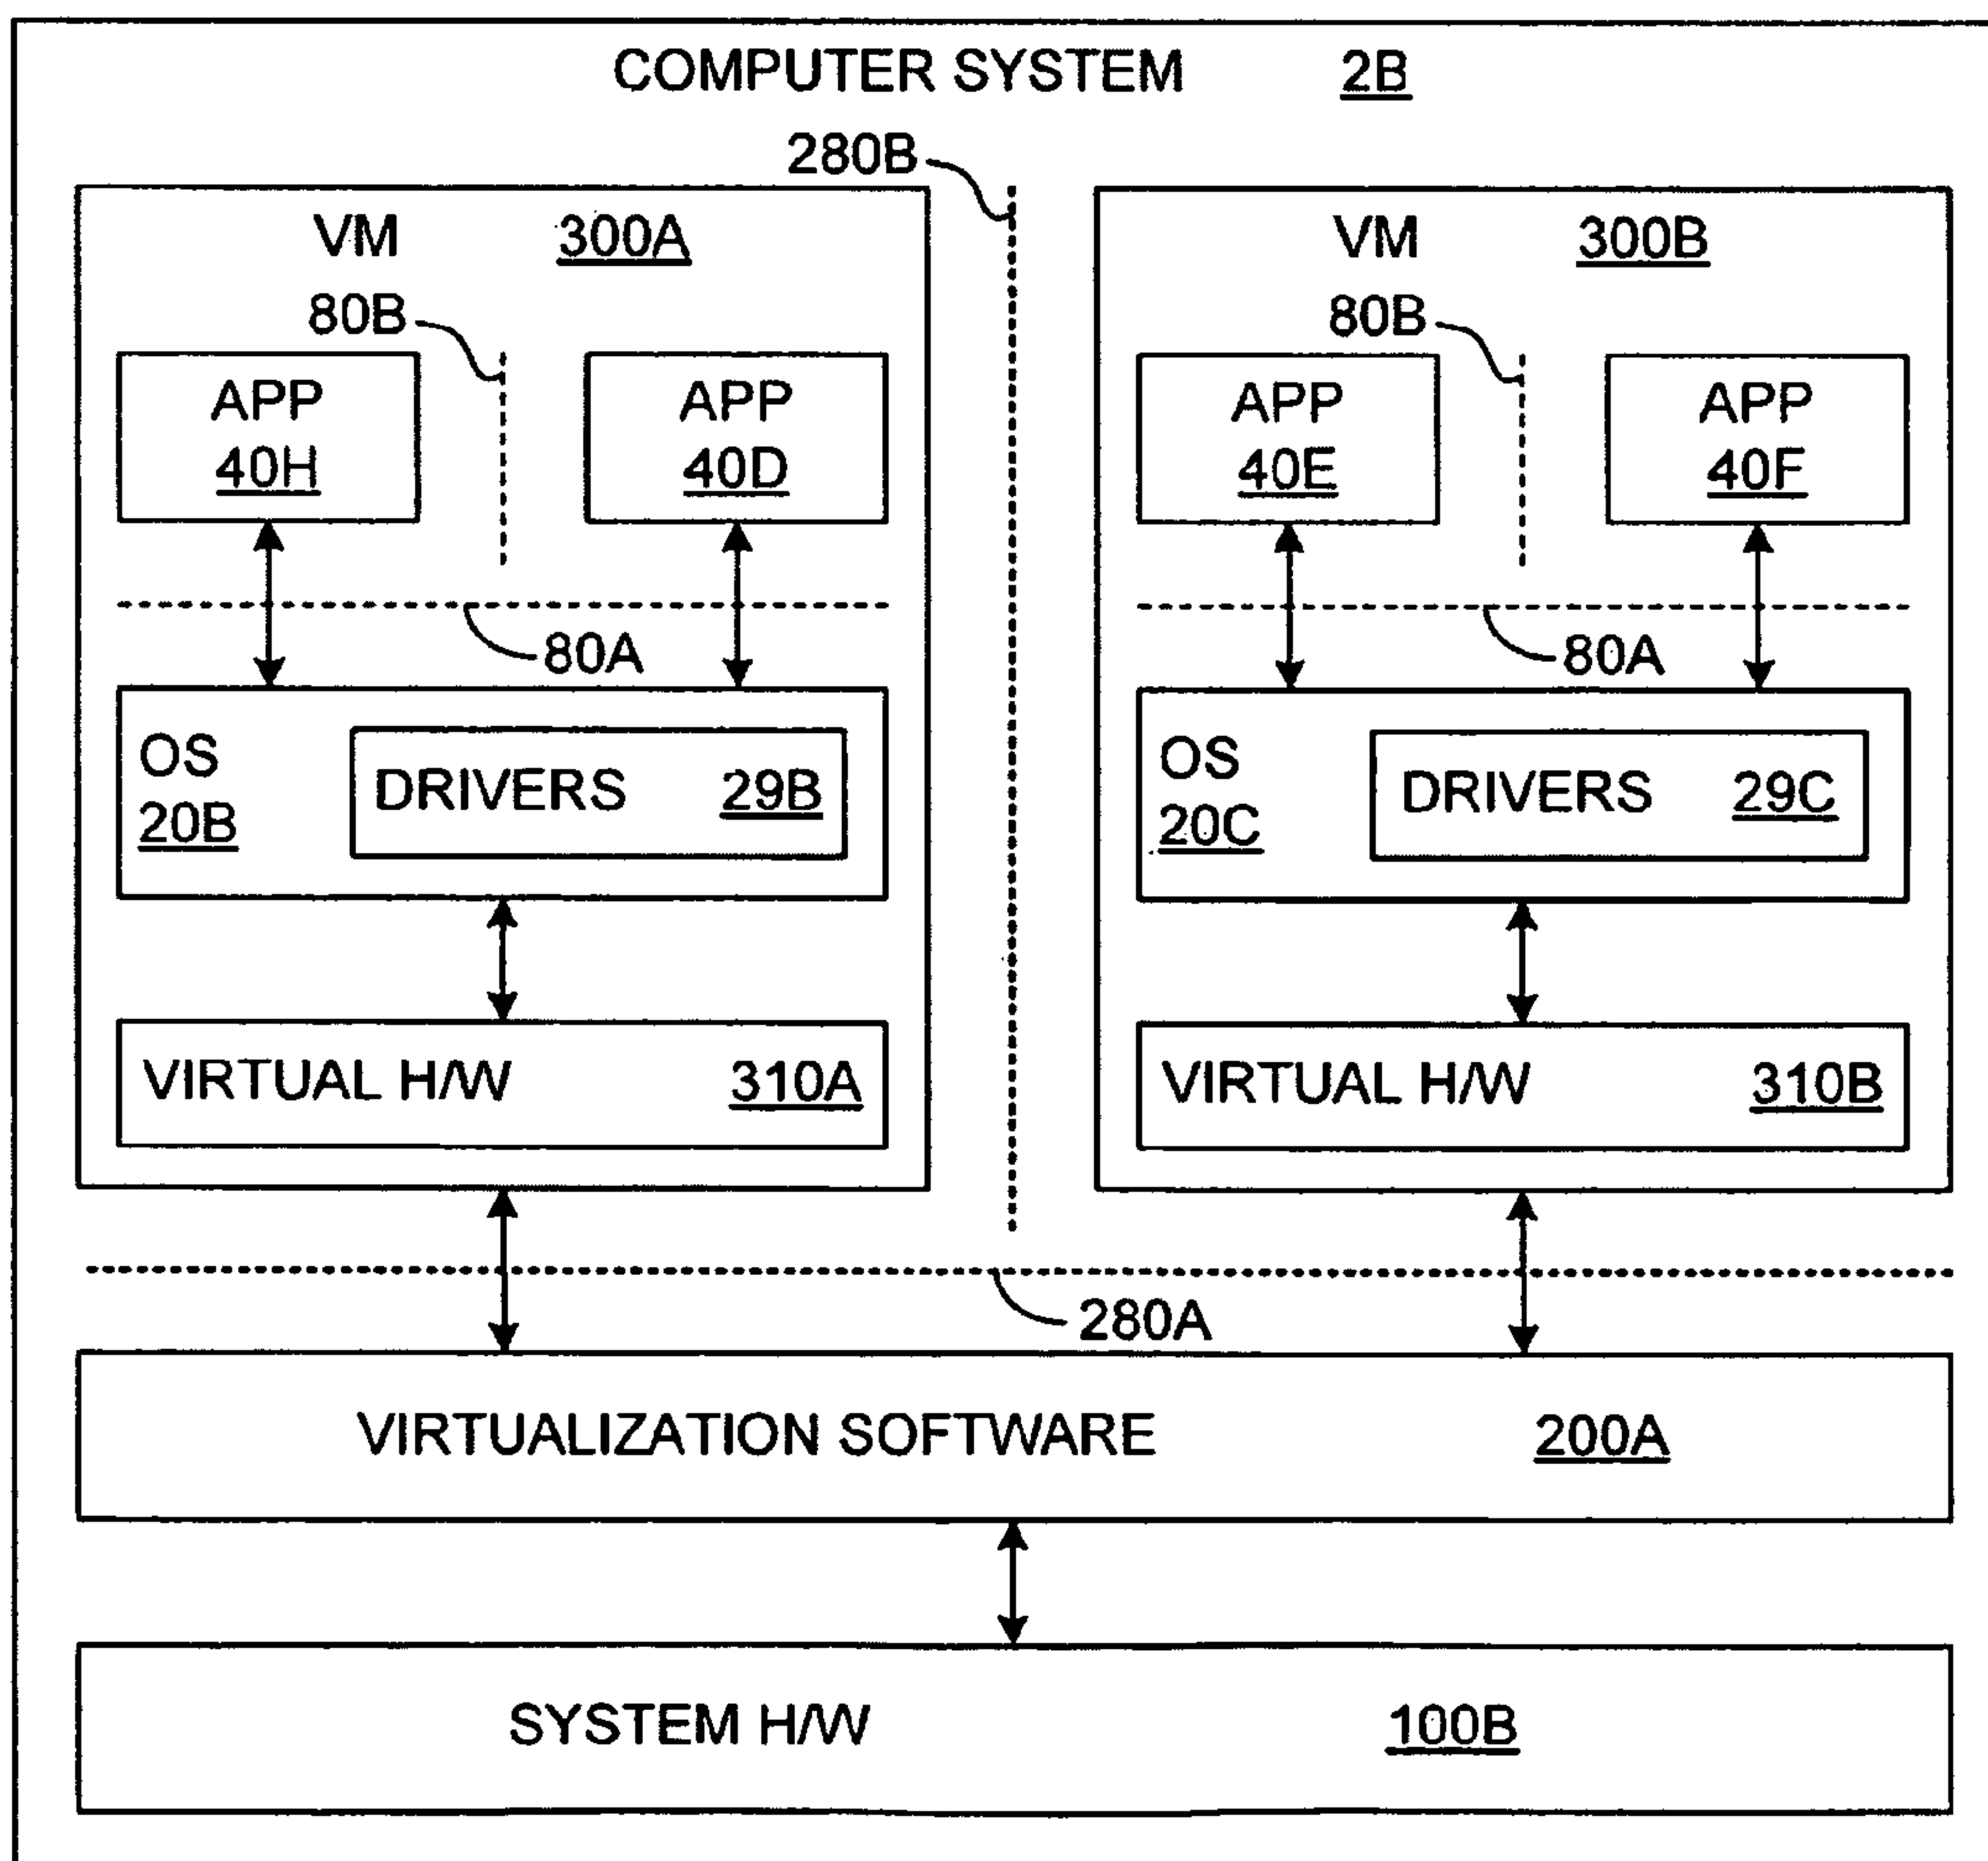 COMPUTER SYSTEM 2B
280B
VM 300A
80B
APP
40H
APP
40D
80A
OS
20B
DRIVERS 29B
VIRTUAL H/W 310A
VM 300B
80B
APP
40E
APP
40F
80A
OS
20C
DRIVERS 29C
VIRTUAL H/W 310B
280A
VIRTUALIZATION SOFTWARE 200A
SYSTEM H/W 100B